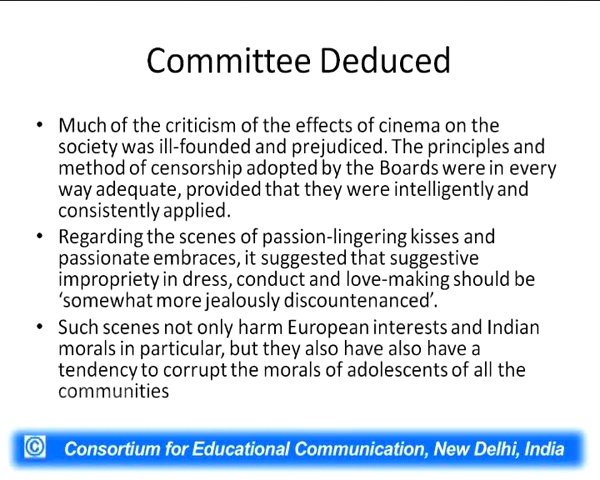 Committee Deduced
• Much of the criticism of the effects of cinema on the
society was ill-founded and prejudiced. The principles and
method of censorship adopted by the Boards were in every
way adequate, provided that they were intelligently and
consistently applied.
• Regarding the scenes of passion-lingering kisses and
passionate embraces, it suggested that suggestive
impropriety in dress, conduct and love-making should be
‘somewhat more jealously discountenanced’.
• Such scenes not only harm European interests and Indian
morals in particular, but they also have also have a
tendency to corrupt the morals of adolescents of all the
communities
© Consortium for Educational Communication, New Delhi, India